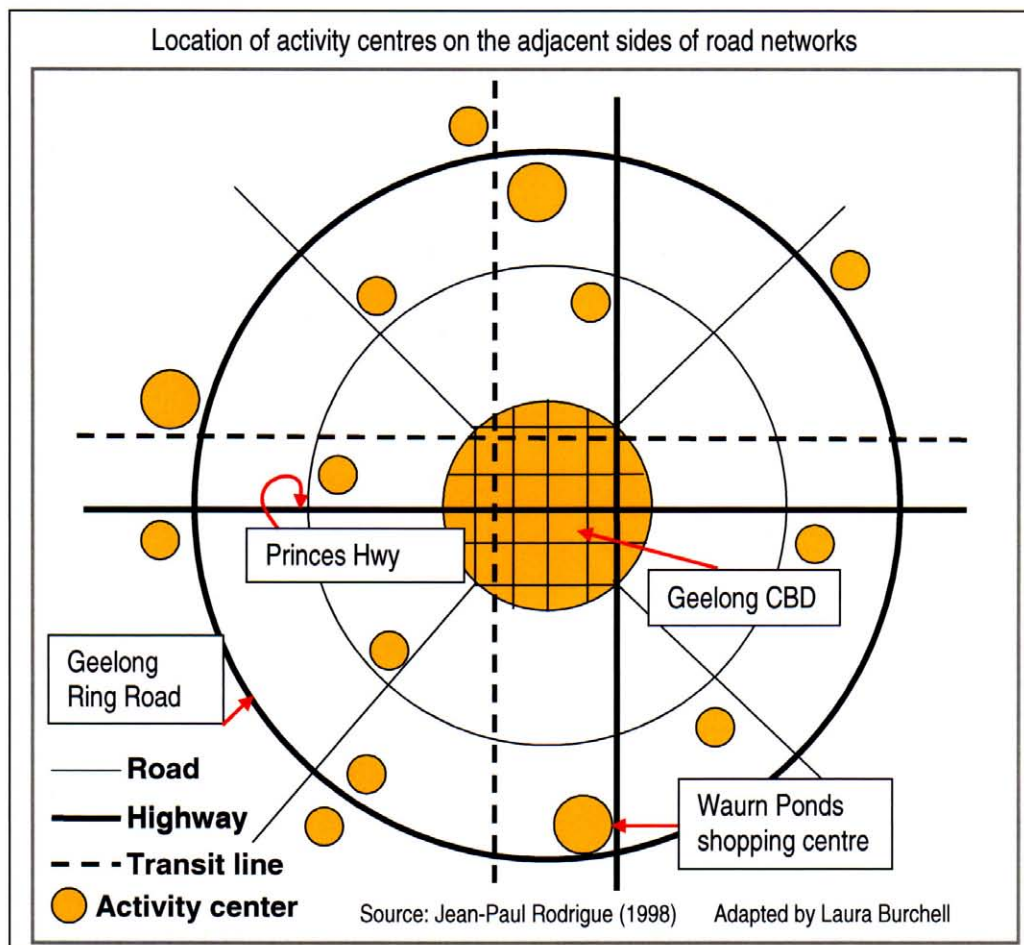 Location of activity centres on the adjacent sides of road networks
Princes Hwy
Geelong CBD
Geelong
Ring Road
Waurn Ponds
shopping centre
Road
Highway
Transit line
Activity center
Source: Jean-Paul Rodrigue (1998) Adapted by Laura Burchell